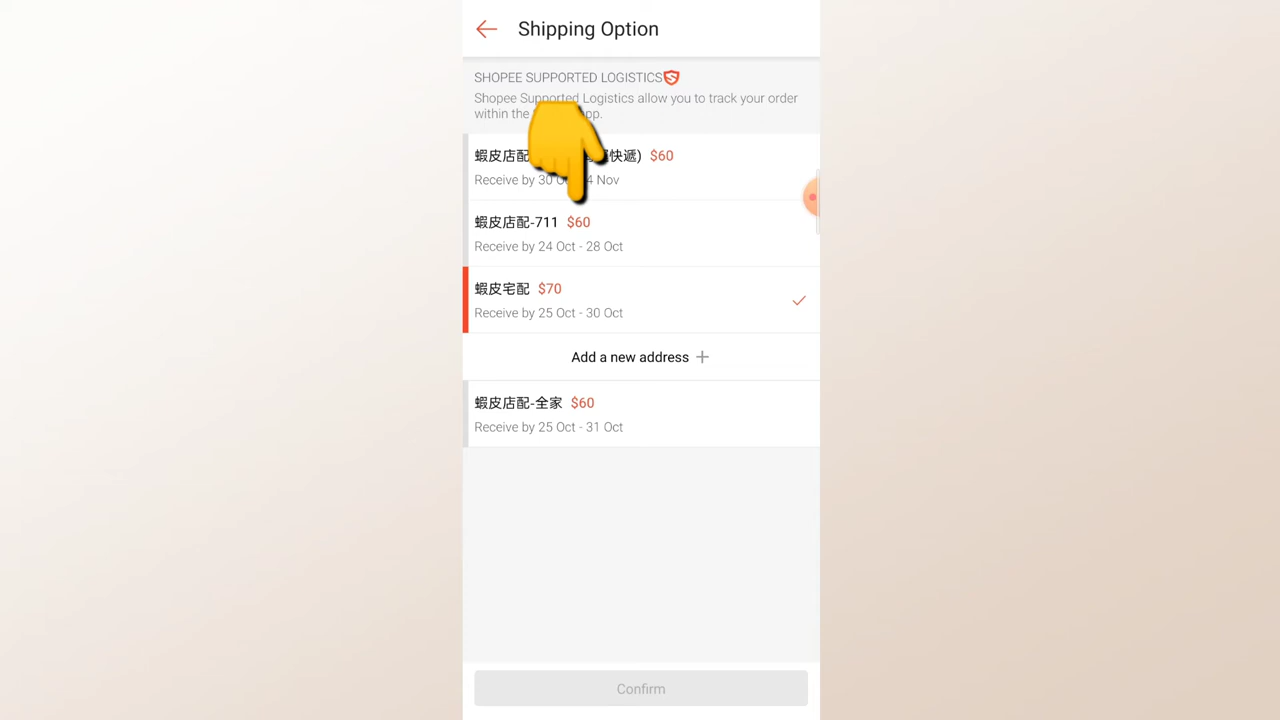 Shipping Option
SHOPEE SUPPORTED LOGISTICS
Shopee Supported Logistics allow you to track your order
within the app.
蝦皮店配 快遞) $60
Receive by 30 4 Nov
蝦皮店配-711 $60
Receive by 24 Oct - 28 Oct
蝦皮宅配 $70
Receive by 25 Oct - 30 Oct
Add a new address +
蝦皮店配-全家 $60
Receive by 25 Oct - 31 Oct
Confirm